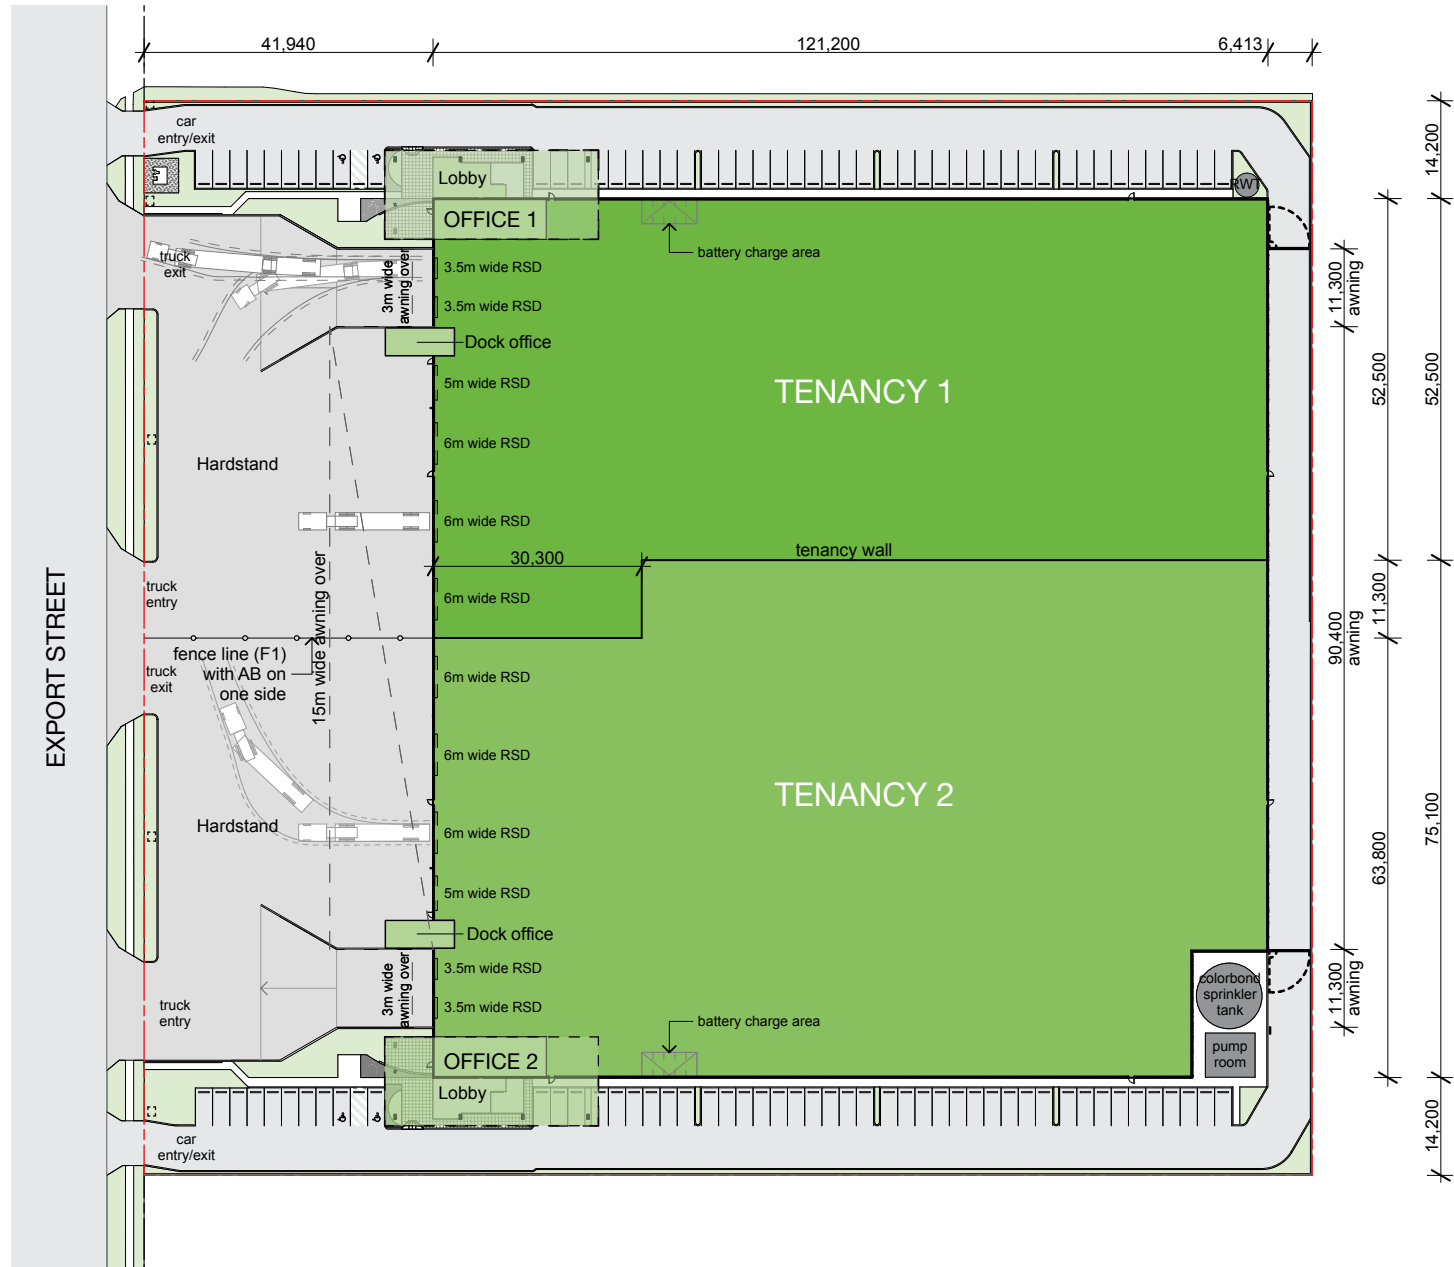 41,940
121,200
6,413
car
entry/exit
14,200
Lobby
RWT
OFFICE 1
battery charge area
truck
exit
3m wide
awning over
3.5m wide RSD
3.5m wide RSD
11,300
awning
Dock office
5m wide RSD
TENANCY 1
52,500
52,500
6m wide RSD
Hardstand
6m wide RSD
tenancy wall
30,300
truck
entry
6m wide RSD
11,300
15m wide awning over
90,400
awning
EXPORT STREET
fence line (F1)
with AB on
one side
truck
exit
6m wide RSD
6m wide RSD
TENANCY 2
Hardstand
6m wide RSD
75,100
63,800
5m wide RSD
Dock office
3m wide
awning over
3.5m wide RSD
3.5m wide RSD
colorbond
sprinkler
tank
11,300
awning
truck
entry
battery charge area
pump
room
OFFICE 2
Lobby
car
entry/exit
14,200